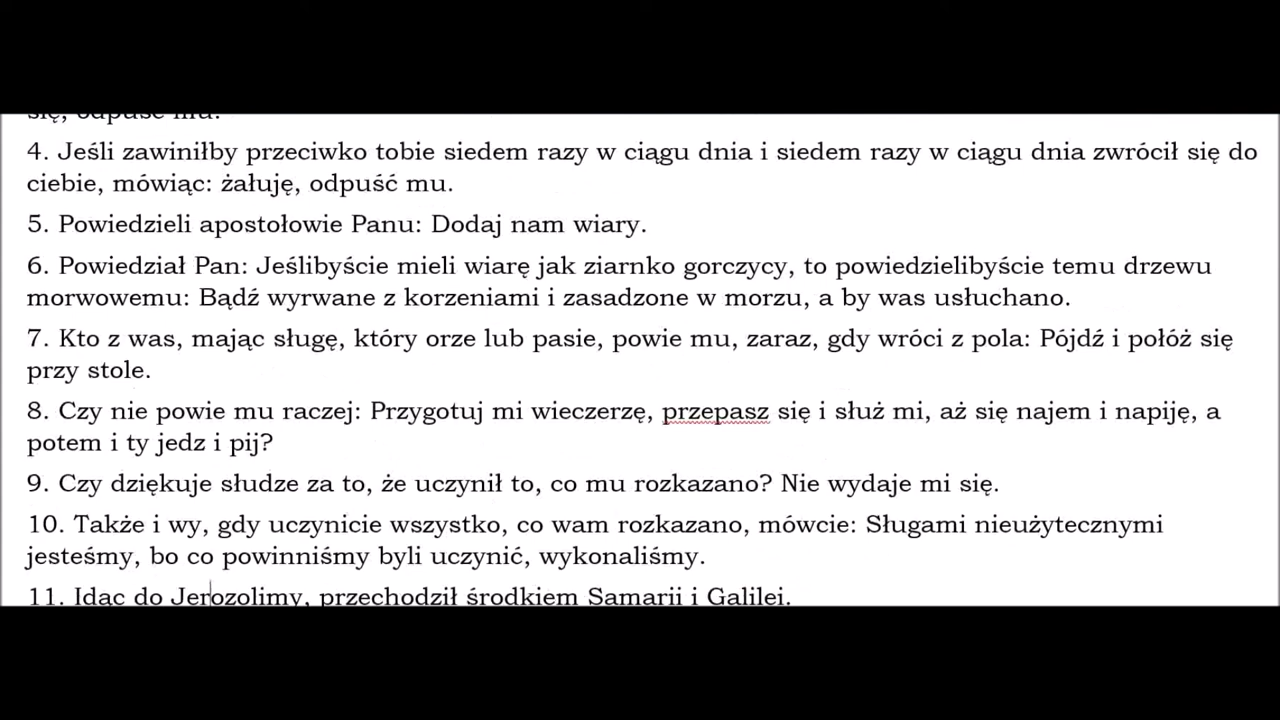 się, odpuść mu.
4. Jeśli zawiniłby przeciwko tobie siedem razy w ciągu dnia i siedem razy w ciągu dnia zwrócił się do
ciebie, mówiąc: żałuję, odpuść mu.
5. Powiedzieli apostołowie Panu: Dodaj nam wiary.
6. Powiedział Pan: Jeślibyście mieli wiarę jak ziarnko gorczycy, to powiedzielibyście temu drzewu
morwowemu: Bądź wyrwane z korzeniami i zasadzone w morzu, a by was usłuchano.
7. Kto z was, mając sługę, który orze lub pasie, powie mu, zaraz, gdy wróci z pola: Pójdź i połóż się
przy stole.
8. Czy nie powie mu raczej: Przygotuj mi wieczerzę, przepasz się i służ mi, aż się najem i napiję, a
potem i ty jedz i pij?
9. Czy dziękuje słudze za to, że uczynił to, co mu rozkazano? Nie wydaje mi się.
10. Także i wy, gdy uczynicie wszystko, co wam rozkazano, mówcie: Sługami nieużytecznymi
jesteśmy, bo co powinniśmy byli uczynić, wykonaliśmy.
11. Idąc do Jerozolimy, przechodził środkiem Samarii i Galilei.